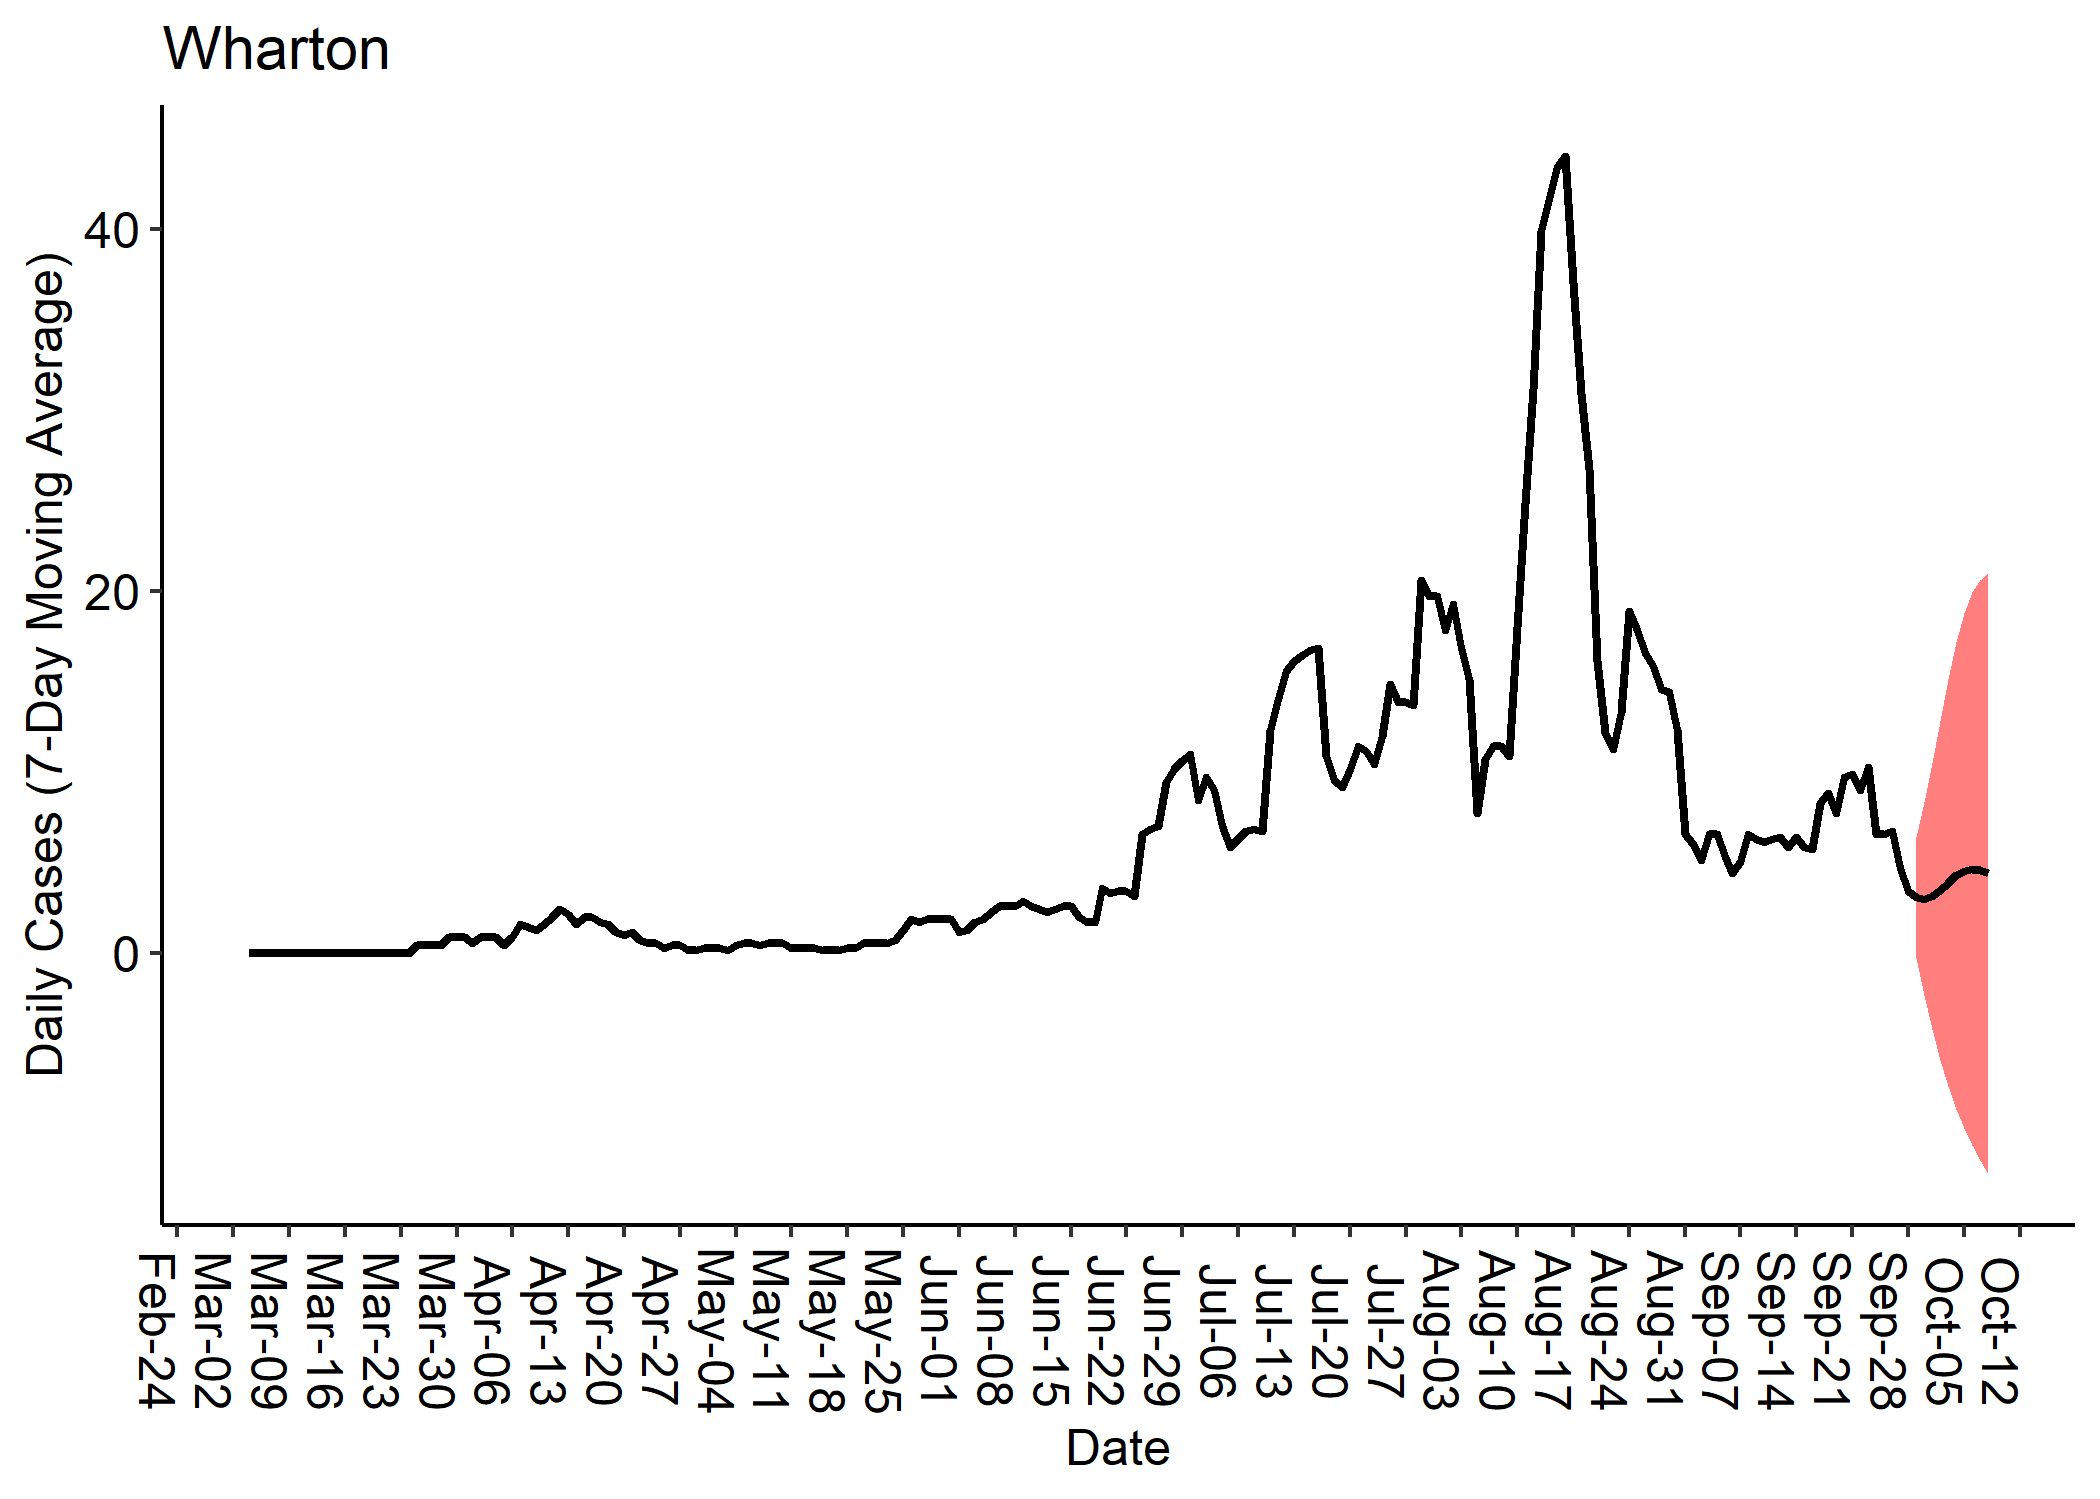 Wharton
Daily Cases (7-Day Moving Average)
40
20
0
Feb-24
Mar-02
Mar-09
Mar-16
Mar-23
Mar-30
Apr-06
Apr-13
Apr-20
Apr-27
May-04
May-11
May-18
May-25
Jun-01
Jun-08
Jun-15
Jun-22
Jun-29
Jul-06
Jul-13
Jul-20
Jul-27
Aug-03
Aug-10
Aug-17
Aug-24
Aug-31
Sep-07
Sep-14
Sep-21
Sep-28
Oct-05
Oct-12
Date